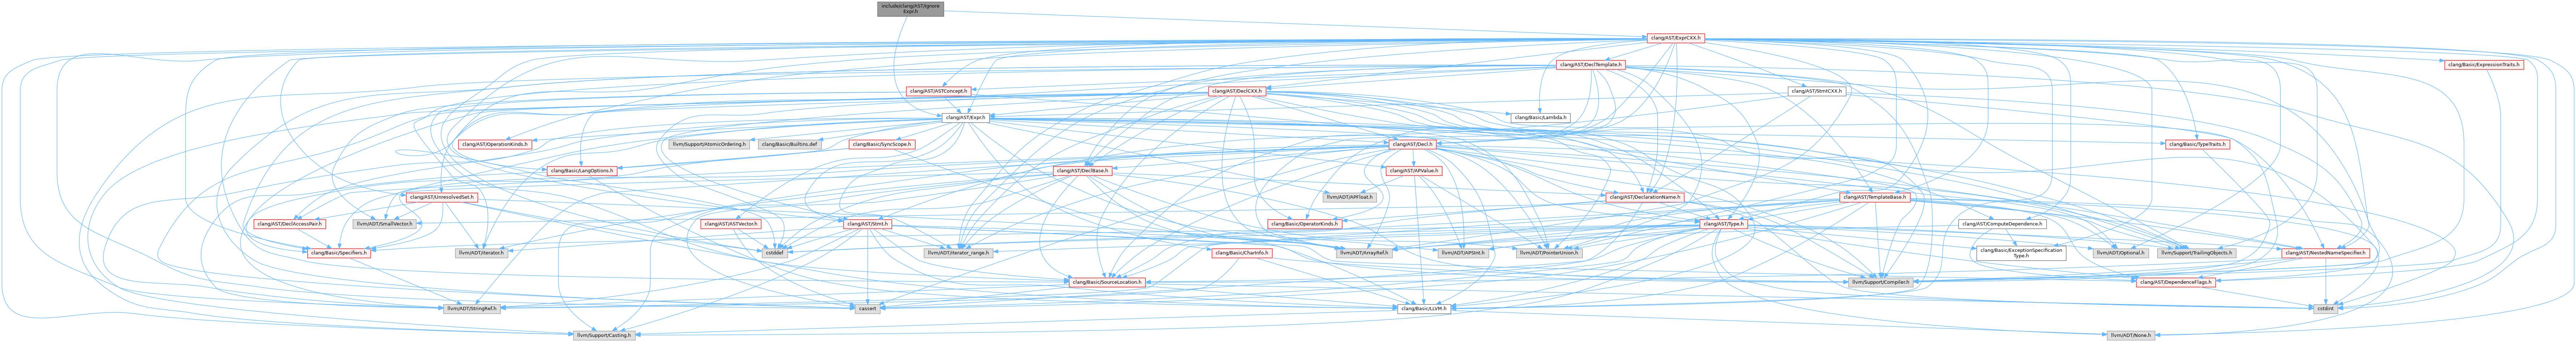 include/clang/AST/Ignore
Expr.h
clang/AST/ExprCXX.h
clang/AST/DeclTemplate.h
clang/Basic/ExpressionTraits.h
clang/AST/ASTConcept.h
clang/AST/DeclCXX.h
clang/AST/StmtCXX.h
clang/AST/Expr.h
clang/Basic/Lambda.h
clang/AST/OperationKinds.h
llvm/Support/AtomicOrdering.h
clang/Basic/Builtins.def
clang/Basic/SyncScope.h
clang/AST/Decl.h
clang/Basic/TypeTraits.h
clang/Basic/LangOptions.h
clang/AST/DeclBase.h
clang/AST/APValue.h
clang/AST/UnresolvedSet.h
llvm/ADT/APFloat.h
clang/AST/DeclarationName.h
clang/AST/TemplateBase.h
clang/AST/DeclAccessPair.h
llvm/ADT/SmallVector.h
clang/AST/ASTVector.h
clang/AST/Stmt.h
clang/Basic/OperatorKinds.h
clang/AST/Type.h
clang/AST/ComputeDependence.h
clang/Basic/Specifiers.h
llvm/ADT/iterator.h
cstddef
llvm/ADT/iterator_range.h
clang/Basic/CharInfo.h
llvm/ADT/ArrayRef.h
llvm/ADT/APSInt.h
llvm/ADT/PointerUnion.h
clang/Basic/ExceptionSpecification
Type.h
llvm/ADT/Optional.h
llvm/Support/TrailingObjects.h
clang/AST/NestedNameSpecifier.h
clang/Basic/SourceLocation.h
llvm/Support/Compiler.h
clang/AST/DependenceFlags.h
llvm/ADT/StringRef.h
cassert
clang/Basic/LLVM.h
cstdint
llvm/Support/Casting.h
llvm/ADT/None.h